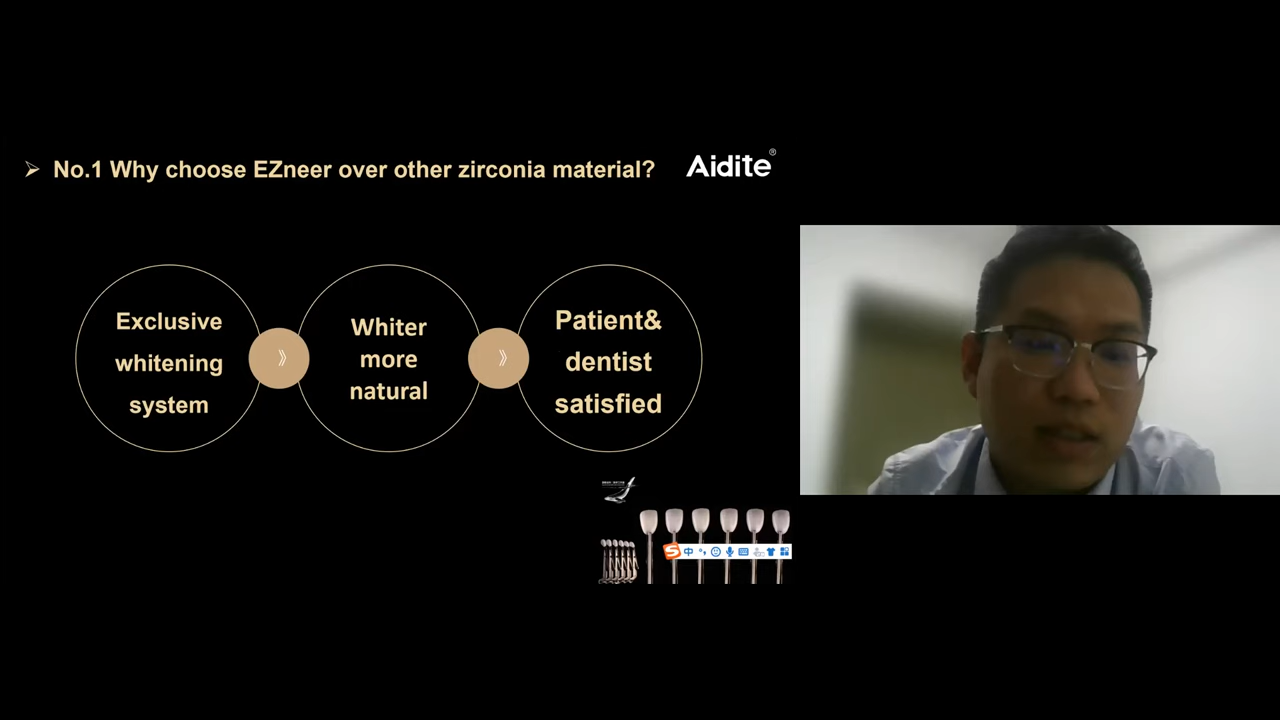 ➢ No.1 Why choose EZneer over other zirconia material?
Aidite®
Exclusive
whitening
system
》
Whiter
more
natural
》
Patient&
dentist
satisfied
S 中